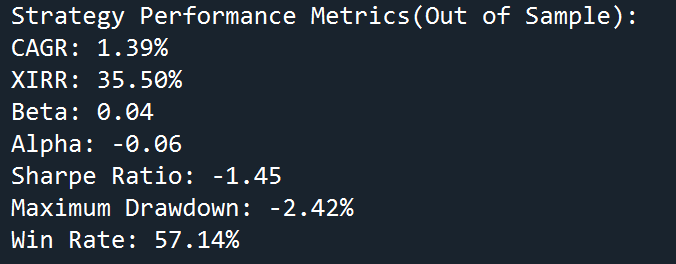 Strategy Performance Metrics(Out of Sample):
CAGR: 1.39%
XIRR: 35.50%
Beta: 0.04
Alpha: -0.06
Sharpe Ratio: -1.45
Maximum Drawdown: -2.42%
Win Rate: 57.14%